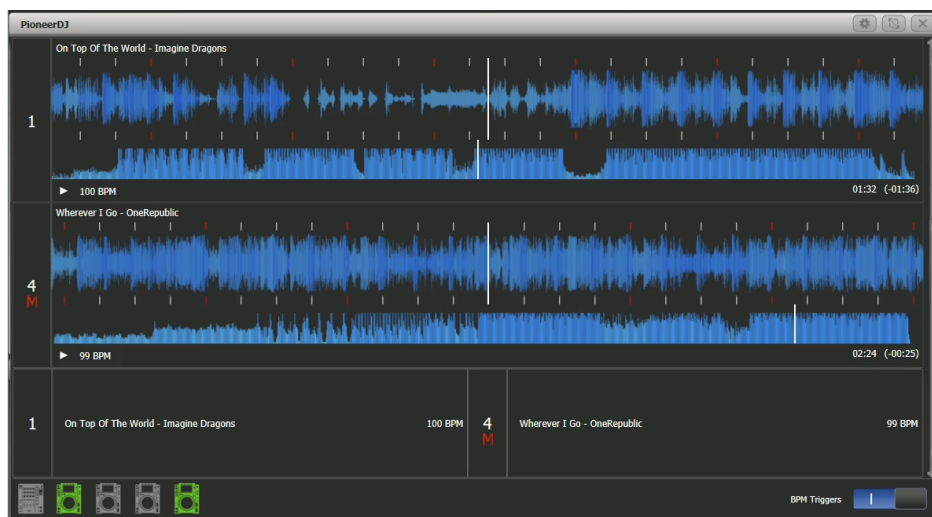 PioneerDJ
On Top Of The World - Imagine Dragons
1
100 BPM
01:32 (-01:36)
Wherever I Go - OneRepublic
4
M
99 BPM
02:24 (-00:25)
1
On Top Of The World - Imagine Dragons
100 BPM
4
M
Wherever I Go - OneRepublic
99 BPM
BPM Triggers